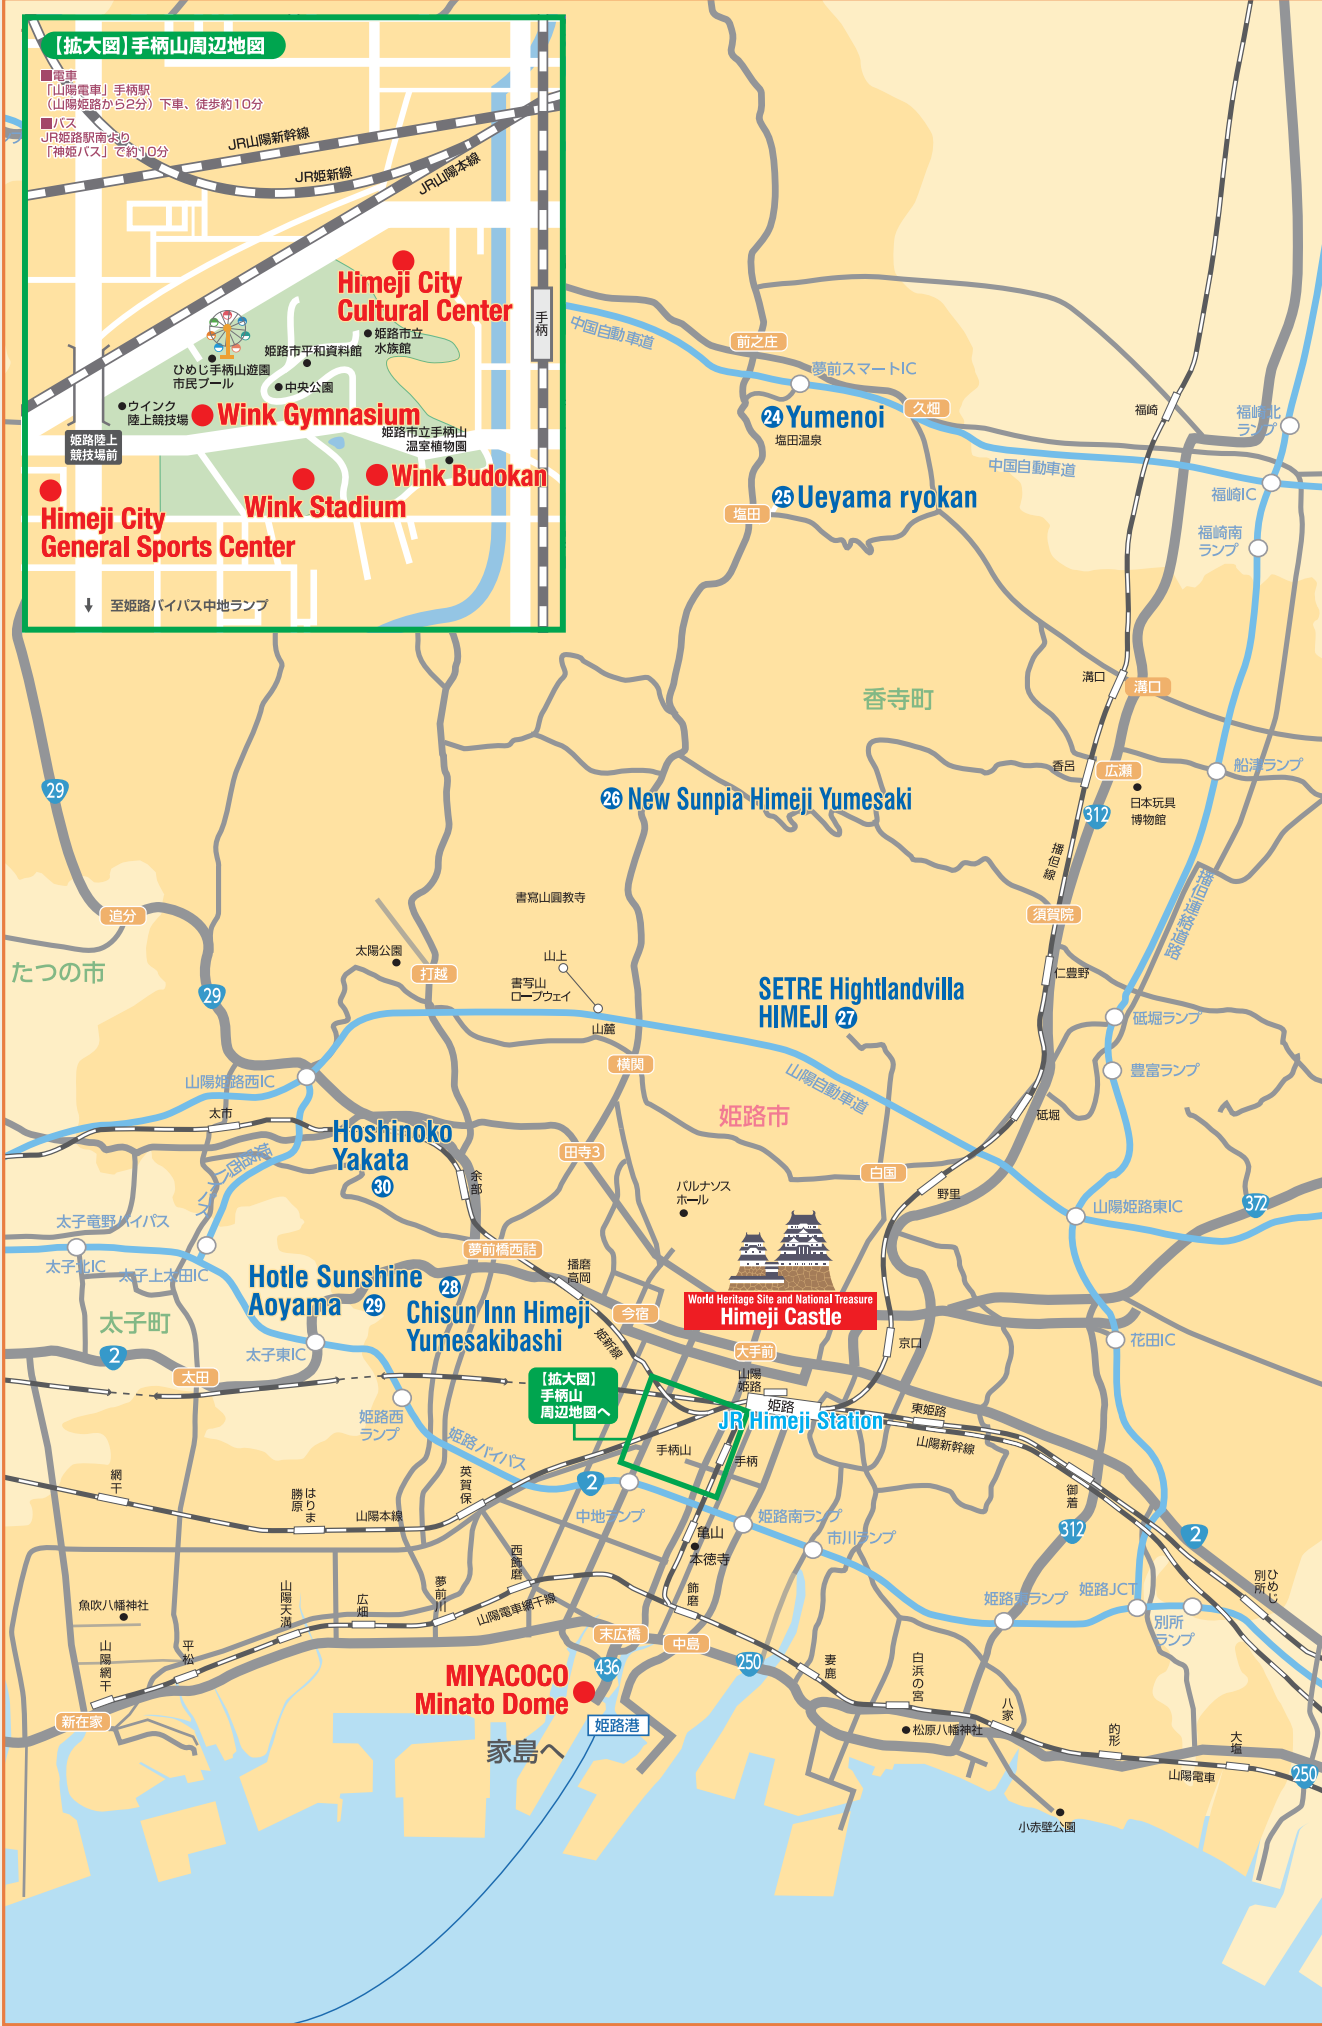 【拡大図】手柄山周辺地図
■電車
「山陽電車」手柄駅
(山陽姫路から2分)下車、徒歩約10分
■バス
JR姫路駅南より
「神姫バス」で約10分
JR山陽新幹線
JR姫新線
JR山陽本線
手柄
Himeji City
Cultural Center
姫路市立
水族館
姫路市平和資料館
ひめじ手柄山遊園
市民プール
中央公園
ウインク
陸上競技場
Wink Gymnasium
姫路陸上
競技場前
姫路市立手柄山
温室植物園
Wink Budokan
Wink Stadium
Himeji City
General Sports Center
↓ 至姫路バイパス中地ランプ
中国自動車道
前之庄
夢前スマートIC
24 Yumenoi
塩田温泉
久畑
福崎
福崎北
ランプ
中国自動車道
福崎IC
25 Ueyama ryokan
塩田
福崎南
ランプ
溝口
溝口
香寺町
香呂
広瀬
船津ランプ
日本玩具
博物館
312
29
26 New Sunpia Himeji Yumesaki
播但線
播但連絡道路
書寫山圓教寺
追分
須賀院
太陽公園
打越
山上
書写山
ロープウェイ
山麓
たつの市
29
仁豊野
SETRE Hightlandvilla
HIMEJI 27
砥堀ランプ
横関
山陽自動車道
豊富ランプ
山陽姫路西IC
太市
姫路市
砥堀
Hoshinoko
Yakata
30
余部
田寺3
白国
野里
372
山陽姫路東IC
パルナソス
ホール
太子竜野バイパス
太子北IC
太子上太田IC
夢前橋西詰
播磨
高岡
Hotle Sunshine
Aoyama 29
28
Chisun Inn Himeji
Yumesakibashi
World Heritage Site and National Treasure
Himeji Castle
今宿
太子町
姫新線
大手前
京口
花田IC
太子東IC
2
太田
【拡大図】
手柄山
周辺地図へ
山陽
姫路
姫路
JR Himeji Station
東姫路
山陽新幹線
姫路西
ランプ
姫路バイパス
手柄山
手柄
網干
はりま
勝原
山陽本線
英賀保
2
中地ランプ
姫路南ランプ
市川ランプ
御着
312
2
亀山
本徳寺
西飾磨
飾磨
姫路東ランプ
姫路JCT
別所
ランプ
ひめじ
別所
魚吹八幡神社
山陽網干
平松
山陽天満
広畑
夢前川
山陽電車網干線
末広橋
中島
436
250
妻鹿
白浜の宮
八家
的形
大塩
MIYACOCO
Minato Dome
新在家
姫路港
家島へ
松原八幡神社
山陽電車
250
小赤壁公園